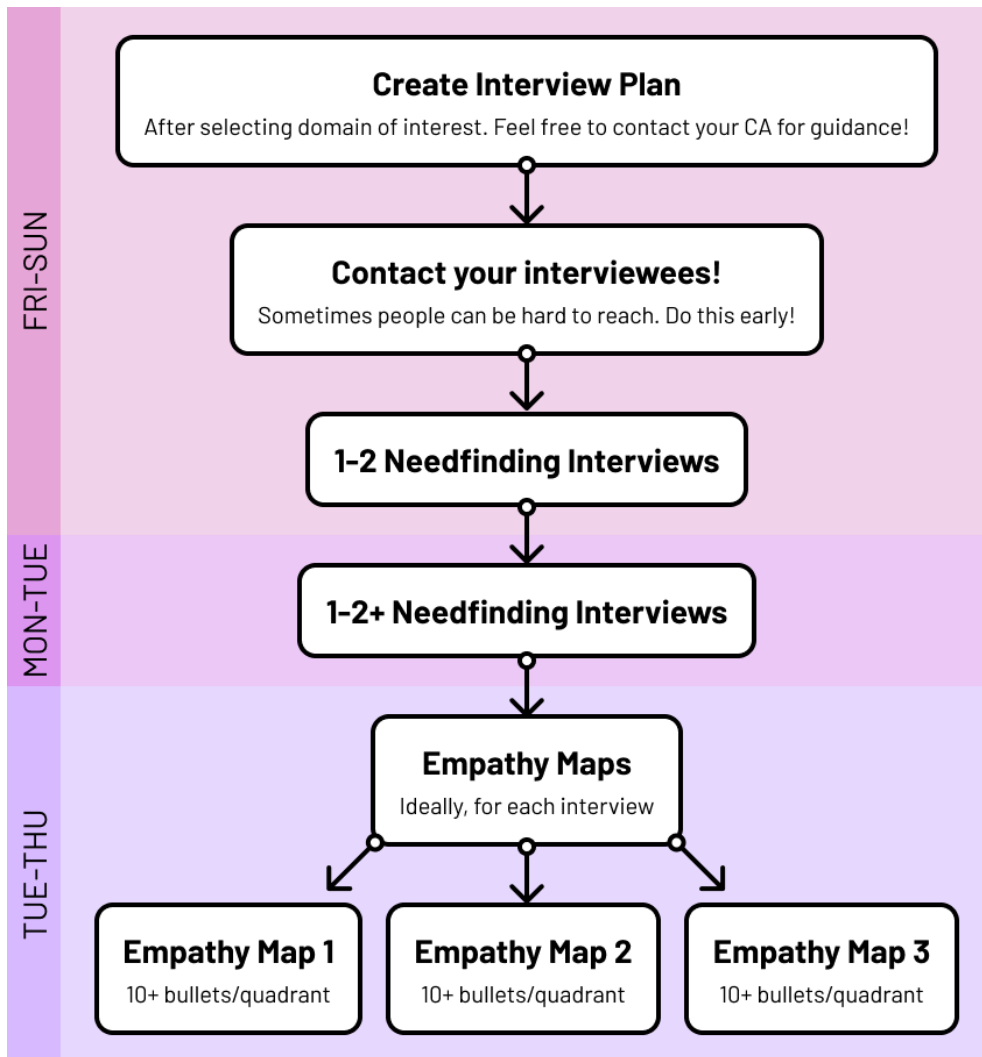 FRI-SUN
Create Interview Plan
After selecting domain of interest. Feel free to contact your CA for guidance!
Contact your interviewees!
Sometimes people can be hard to reach. Do this early!
1-2 Needfinding Interviews
MON-TUE
1-2+ Needfinding Interviews
TUE-THU
Empathy Maps
Ideally, for each interview
Empathy Map 1
10+ bullets/quadrant
Empathy Map 2
10+ bullets/quadrant
Empathy Map 3
10+ bullets/quadrant